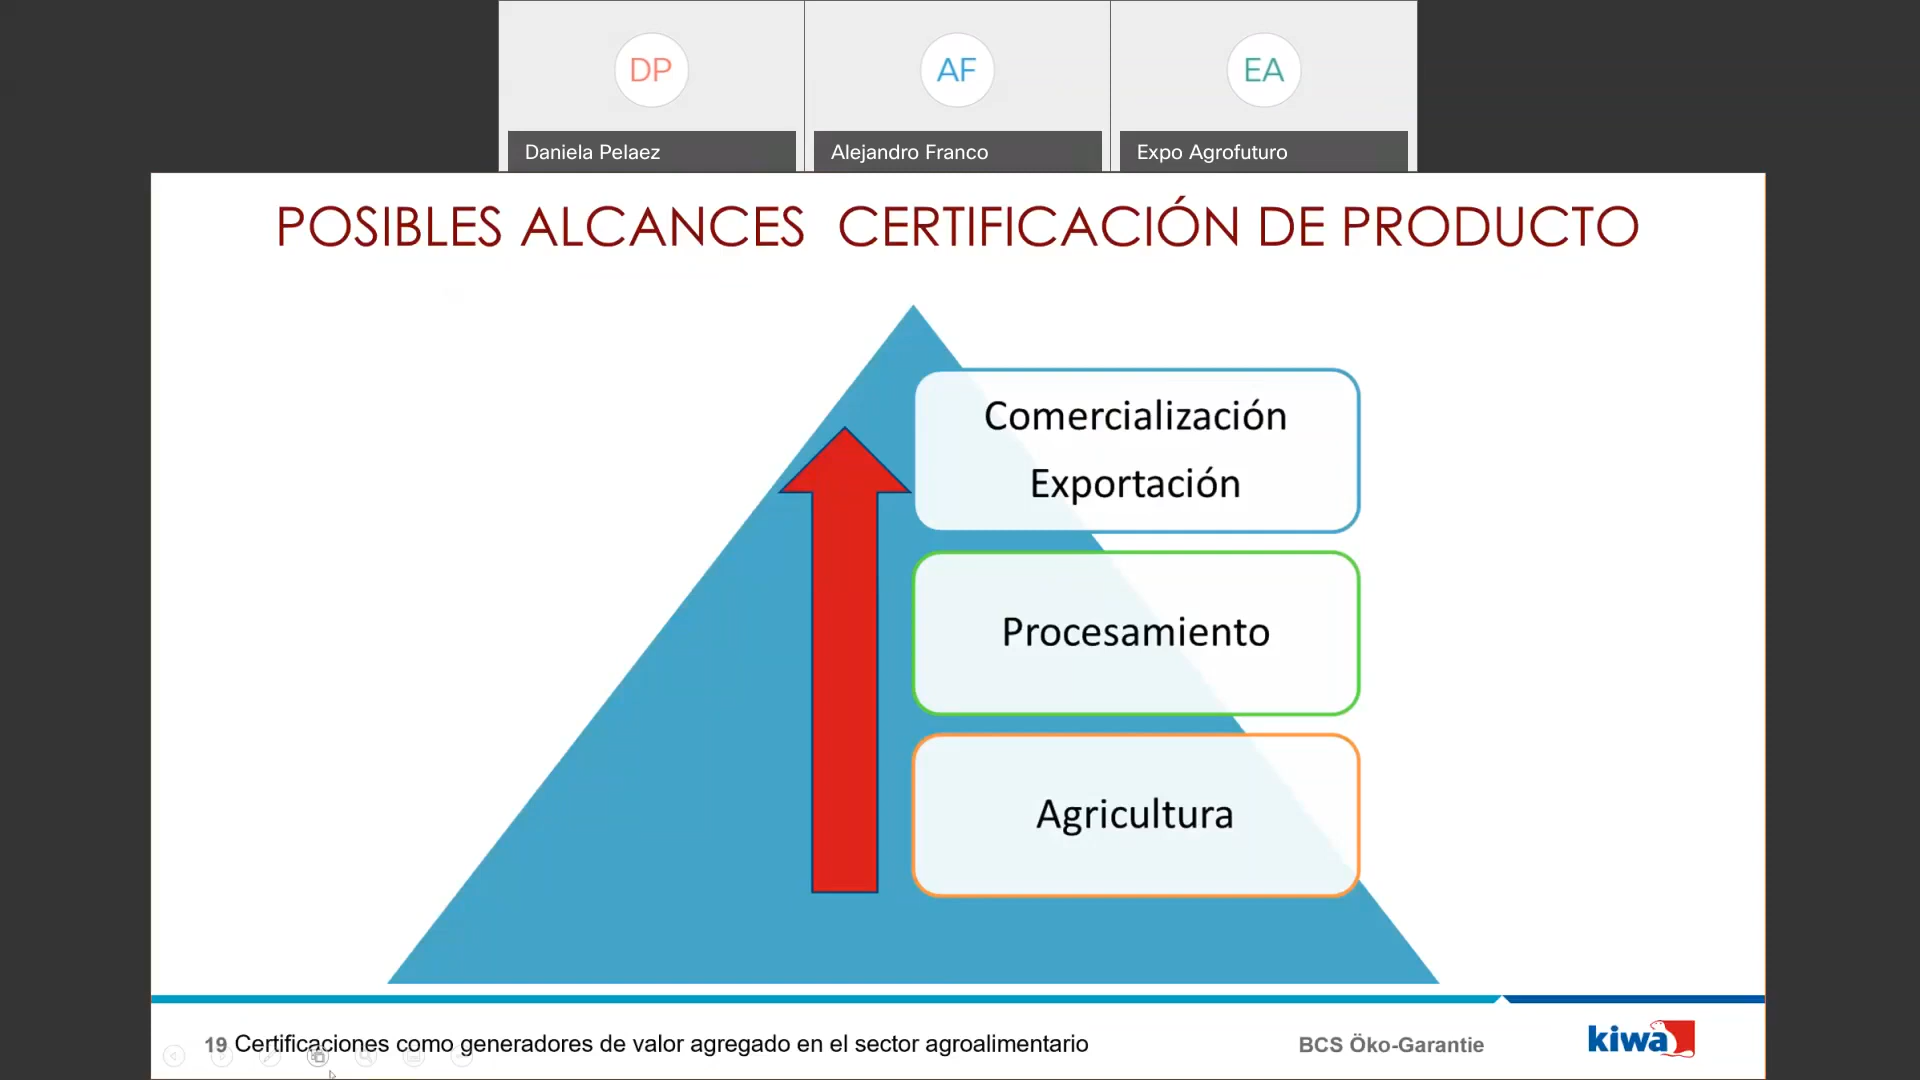 DP
AF
EA
Daniela Pelaez
Alejandro Franco
Expo Agrofuturo
POSIBLES ALCANCES CERTIFICACIÓN DE PRODUCTO
Comercialización
Exportación
Procesamiento
Agricultura
19 Certificaciones como generadores de valor agregado en el sector agroalimentario
BCS Öko-Garantie
kiwa